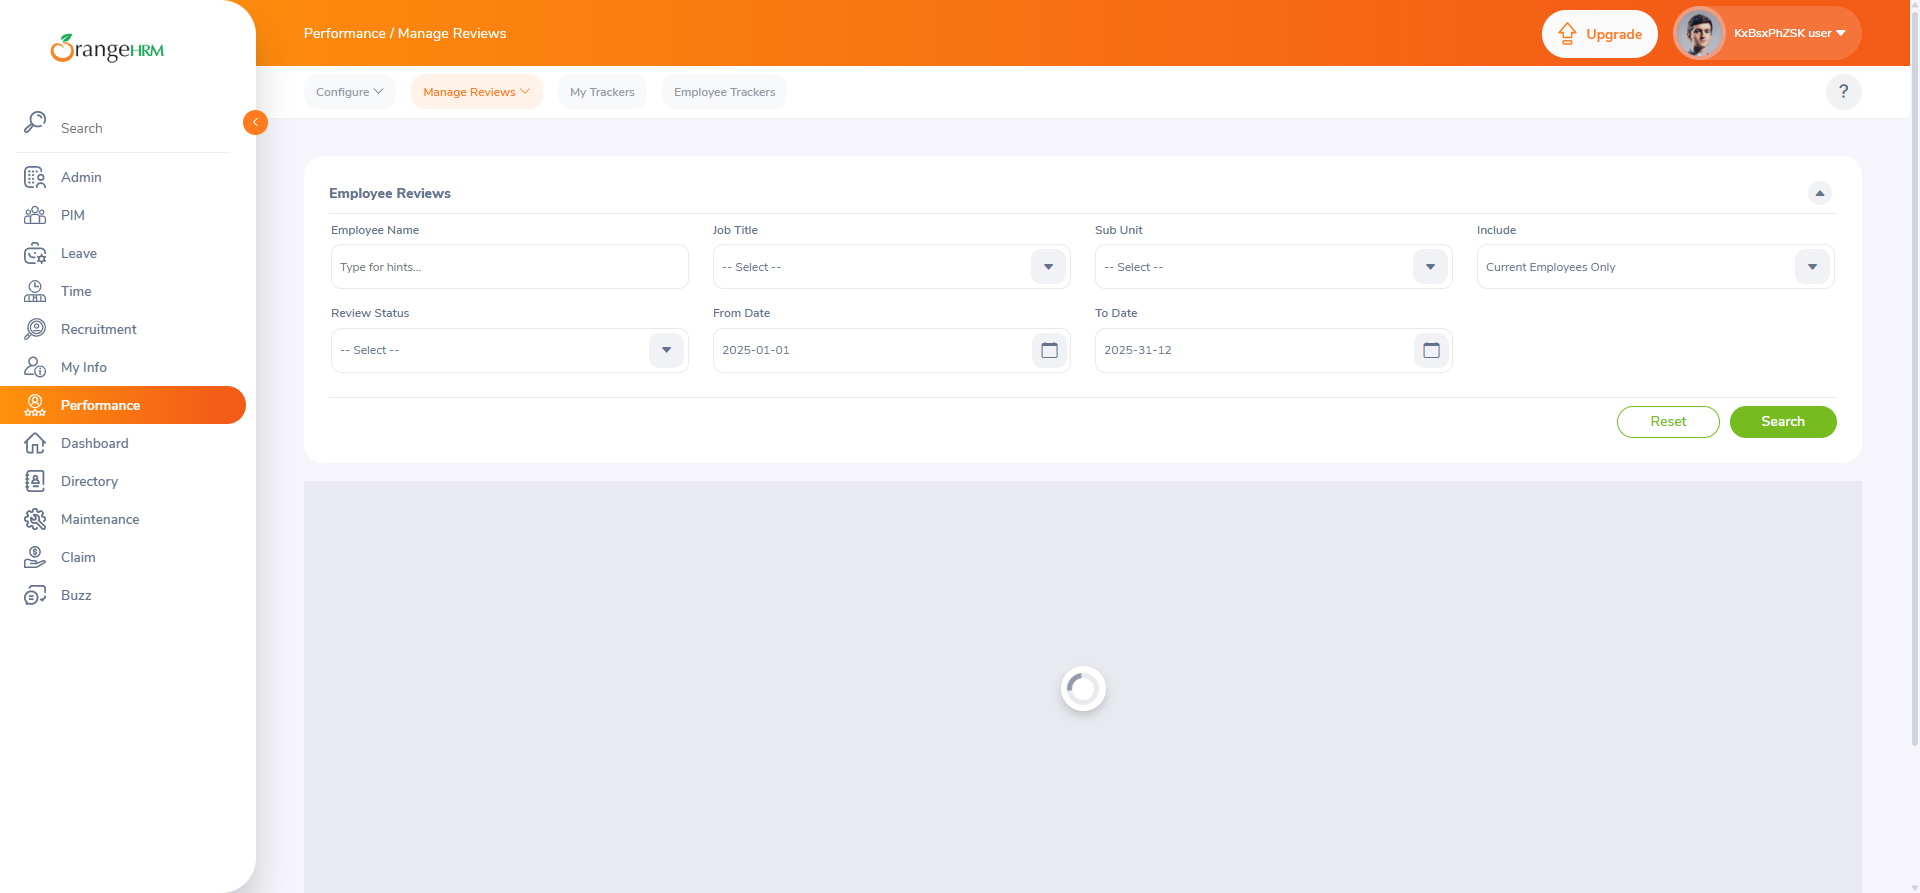 OrangeHRM
Performance / Manage Reviews
Upgrade
KxBsxPhZSK user
Configure
Manage Reviews
My Trackers
Employee Trackers
?
Search
Admin
PIM
Leave
Time
Recruitment
My Info
Performance
Dashboard
Directory
Maintenance
Claim
Buzz
Employee Reviews
Employee Name
Job Title
Sub Unit
Include
Type for hints...
-- Select --
-- Select --
Current Employees Only
Review Status
From Date
To Date
-- Select --
2025-01-01
2025-31-12
Reset
Search